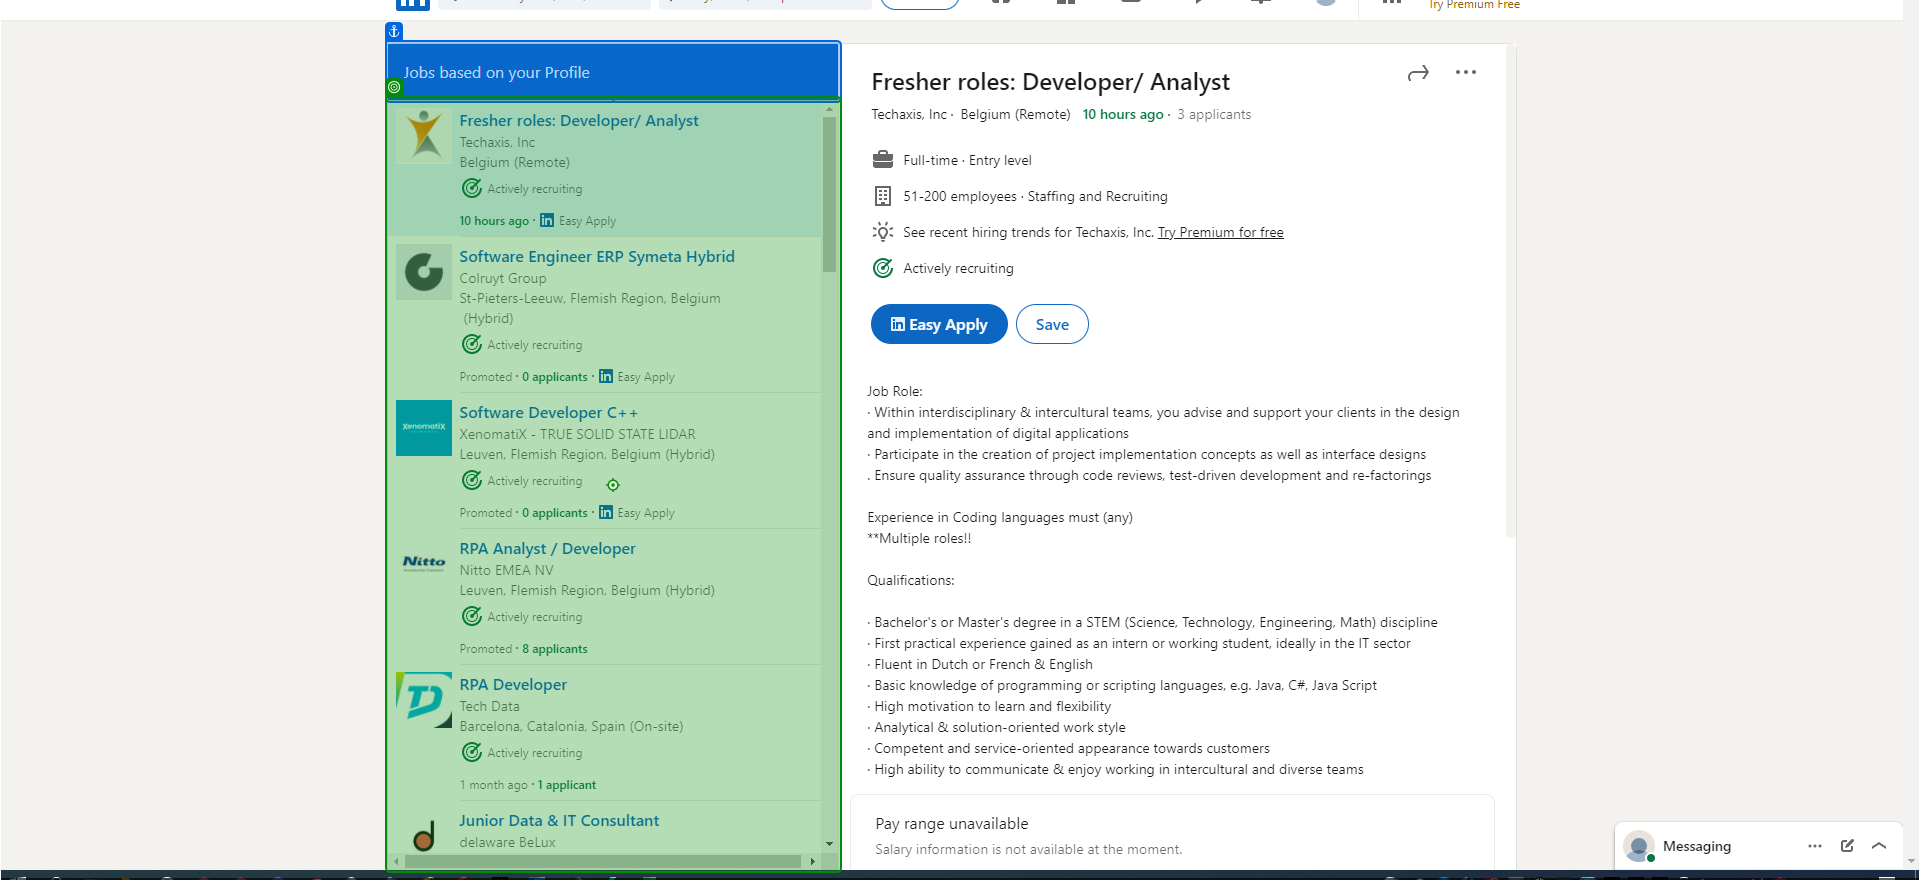 Try Premium Free
Jobs based on your Profile
Fresher roles: Developer/ Analyst
Techaxis, Inc
Belgium (Remote)
Actively recruiting
10 hours ago · in Easy Apply
Software Engineer ERP Symeta Hybrid
Colruyt Group
St-Pieters-Leeuw, Flemish Region, Belgium
(Hybrid)
Actively recruiting
Promoted · 0 applicants · in Easy Apply
XenomatiX
Software Developer C++
XenomatiX - TRUE SOLID STATE LIDAR
Leuven, Flemish Region, Belgium (Hybrid)
Actively recruiting
Promoted · 0 applicants · in Easy Apply
Nitto
RPA Analyst / Developer
Nitto EMEA NV
Leuven, Flemish Region, Belgium (Hybrid)
Actively recruiting
Promoted · 8 applicants
TD
RPA Developer
Tech Data
Barcelona, Catalonia, Spain (On-site)
Actively recruiting
1 month ago · 1 applicant
d
Junior Data & IT Consultant
delaware BeLux
Fresher roles: Developer/ Analyst
Techaxis, Inc · Belgium (Remote) 10 hours ago · 3 applicants
Full-time · Entry level
51-200 employees · Staffing and Recruiting
See recent hiring trends for Techaxis, Inc. Try Premium for free
Actively recruiting
in Easy Apply
Save
Job Role:
· Within interdisciplinary & intercultural teams, you advise and support your clients in the design
and implementation of digital applications
· Participate in the creation of project implementation concepts as well as interface designs
. Ensure quality assurance through code reviews, test-driven development and re-factorings
Experience in Coding languages must (any)
**Multiple roles!!
Qualifications:
· Bachelor's or Master's degree in a STEM (Science, Technology, Engineering, Math) discipline
· First practical experience gained as an intern or working student, ideally in the IT sector
· Fluent in Dutch or French & English
· Basic knowledge of programming or scripting languages, e.g. Java, C#, Java Script
· High motivation to learn and flexibility
· Analytical & solution-oriented work style
· Competent and service-oriented appearance towards customers
· High ability to communicate & enjoy working in intercultural and diverse teams
Pay range unavailable
Salary information is not available at the moment.
Messaging